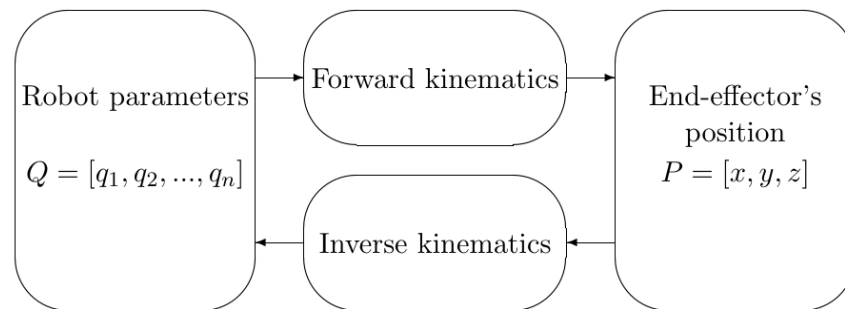 Robot parameters
Q = [q₁, q₂, ..., qₙ]
Forward kinematics
Inverse kinematics
End-effector's
position
P = [x, y, z]